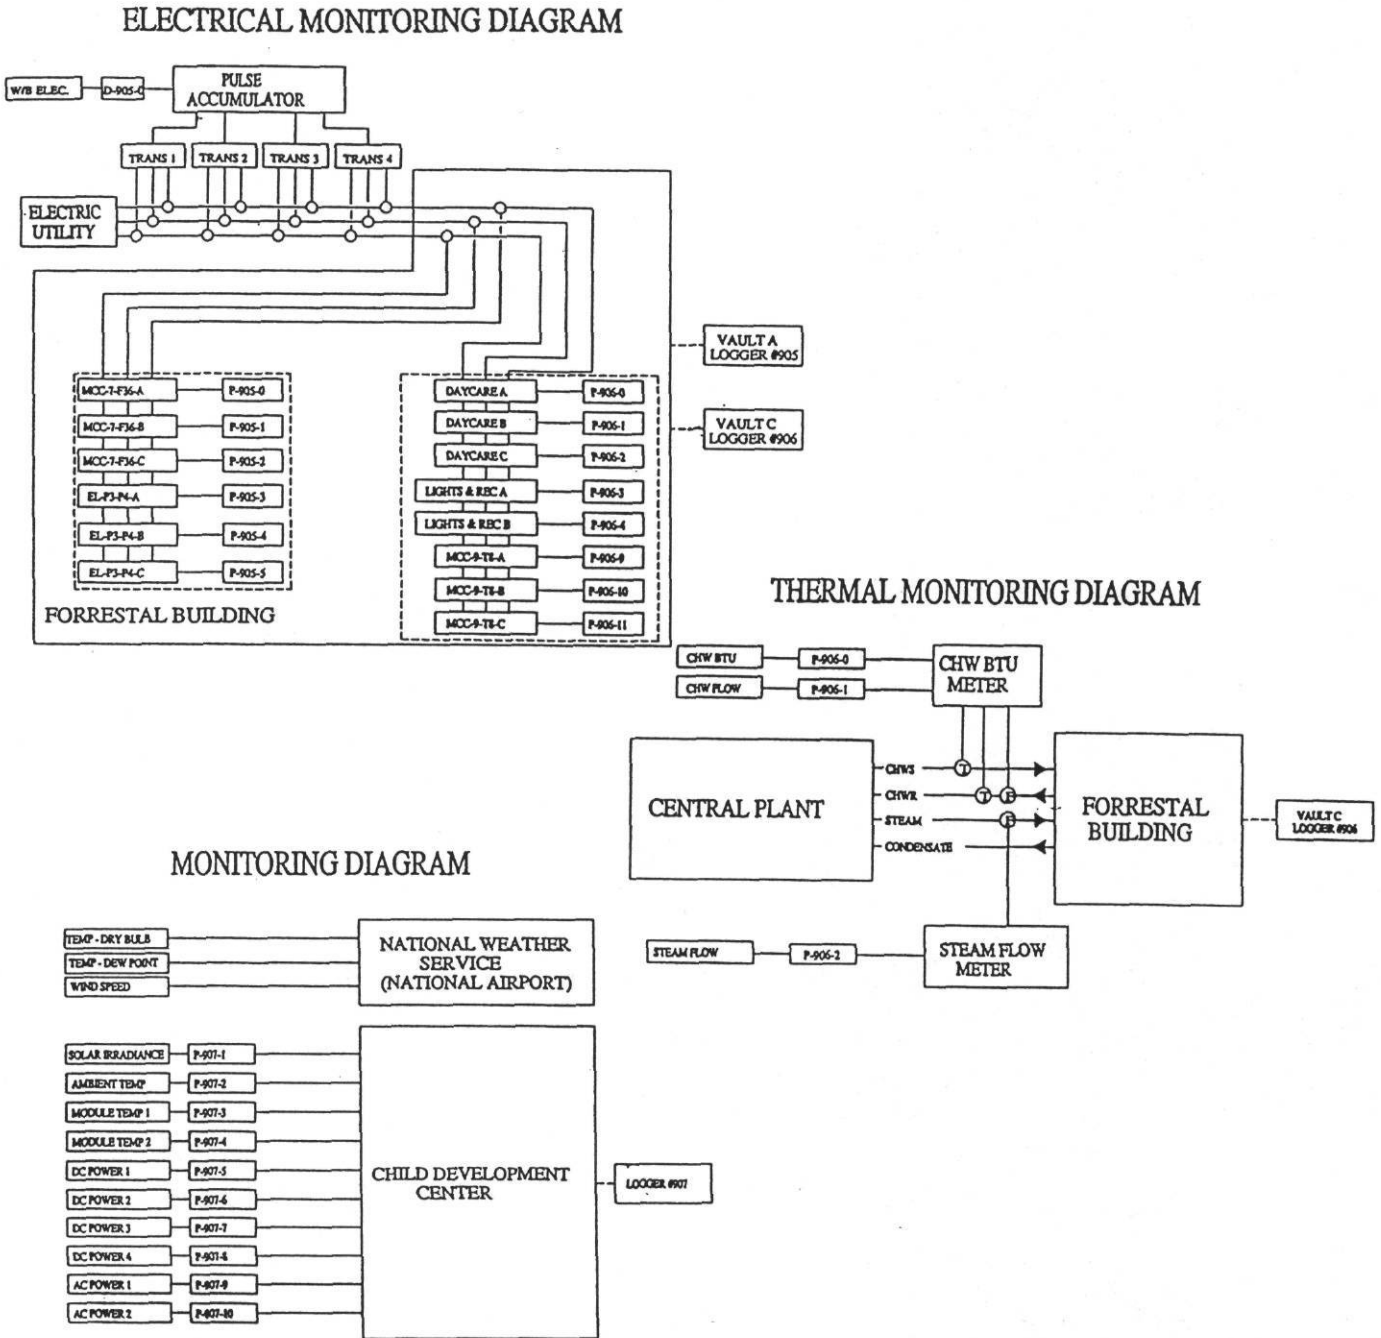 ELECTRICAL MONITORING DIAGRAM
W/B ELEC.
D-905-0
PULSE
ACCUMULATOR
TRANS 1
TRANS 2
TRANS 3
TRANS 4
ELECTRIC
UTILITY
VAULT A
LOGGER #905
VAULT C
LOGGER #906
MCC-7-F36-A
P-905-0
MCC-7-F36-B
P-905-1
MCC-7-F36-C
P-905-2
EL-P3-P4-A
P-905-3
EL-P3-P4-B
P-905-4
EL-P3-P4-C
P-905-5
FORRESTAL BUILDING
DAYCARE A
P-906-0
DAYCARE B
P-906-1
DAYCARE C
P-906-2
LIGHTS & REC A
P-906-3
LIGHTS & REC B
P-906-4
MCC-9-T8-A
P-906-9
MCC-9-T8-B
P-906-10
MCC-9-T8-C
P-906-11
THERMAL MONITORING DIAGRAM
CHW BTU
P-906-0
CHW FLOW
P-906-1
CHW BTU
METER
CENTRAL PLANT
CHWS
T
CHWR
T
F
STEAM
F
CONDENSATE
FORRESTAL
BUILDING
VAULT C
LOGGER #906
STEAM FLOW
P-906-2
STEAM FLOW
METER
MONITORING DIAGRAM
TEMP - DRY BULB
TEMP - DEW POINT
WIND SPEED
NATIONAL WEATHER
SERVICE
(NATIONAL AIRPORT)
SOLAR IRRADIANCE
P-907-1
AMBIENT TEMP
P-907-2
MODULE TEMP 1
P-907-3
MODULE TEMP 2
P-907-4
DC POWER 1
P-907-5
DC POWER 2
P-907-6
DC POWER 3
P-907-7
DC POWER 4
P-907-8
AC POWER 1
P-907-9
AC POWER 2
P-907-10
CHILD DEVELOPMENT
CENTER
LOGGER #907